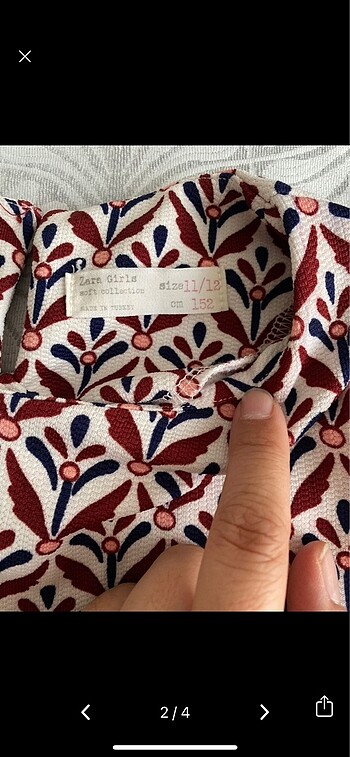 Zara Girls
soft collection
MADE IN TURKEY
size 11/12
cm 152
2/4